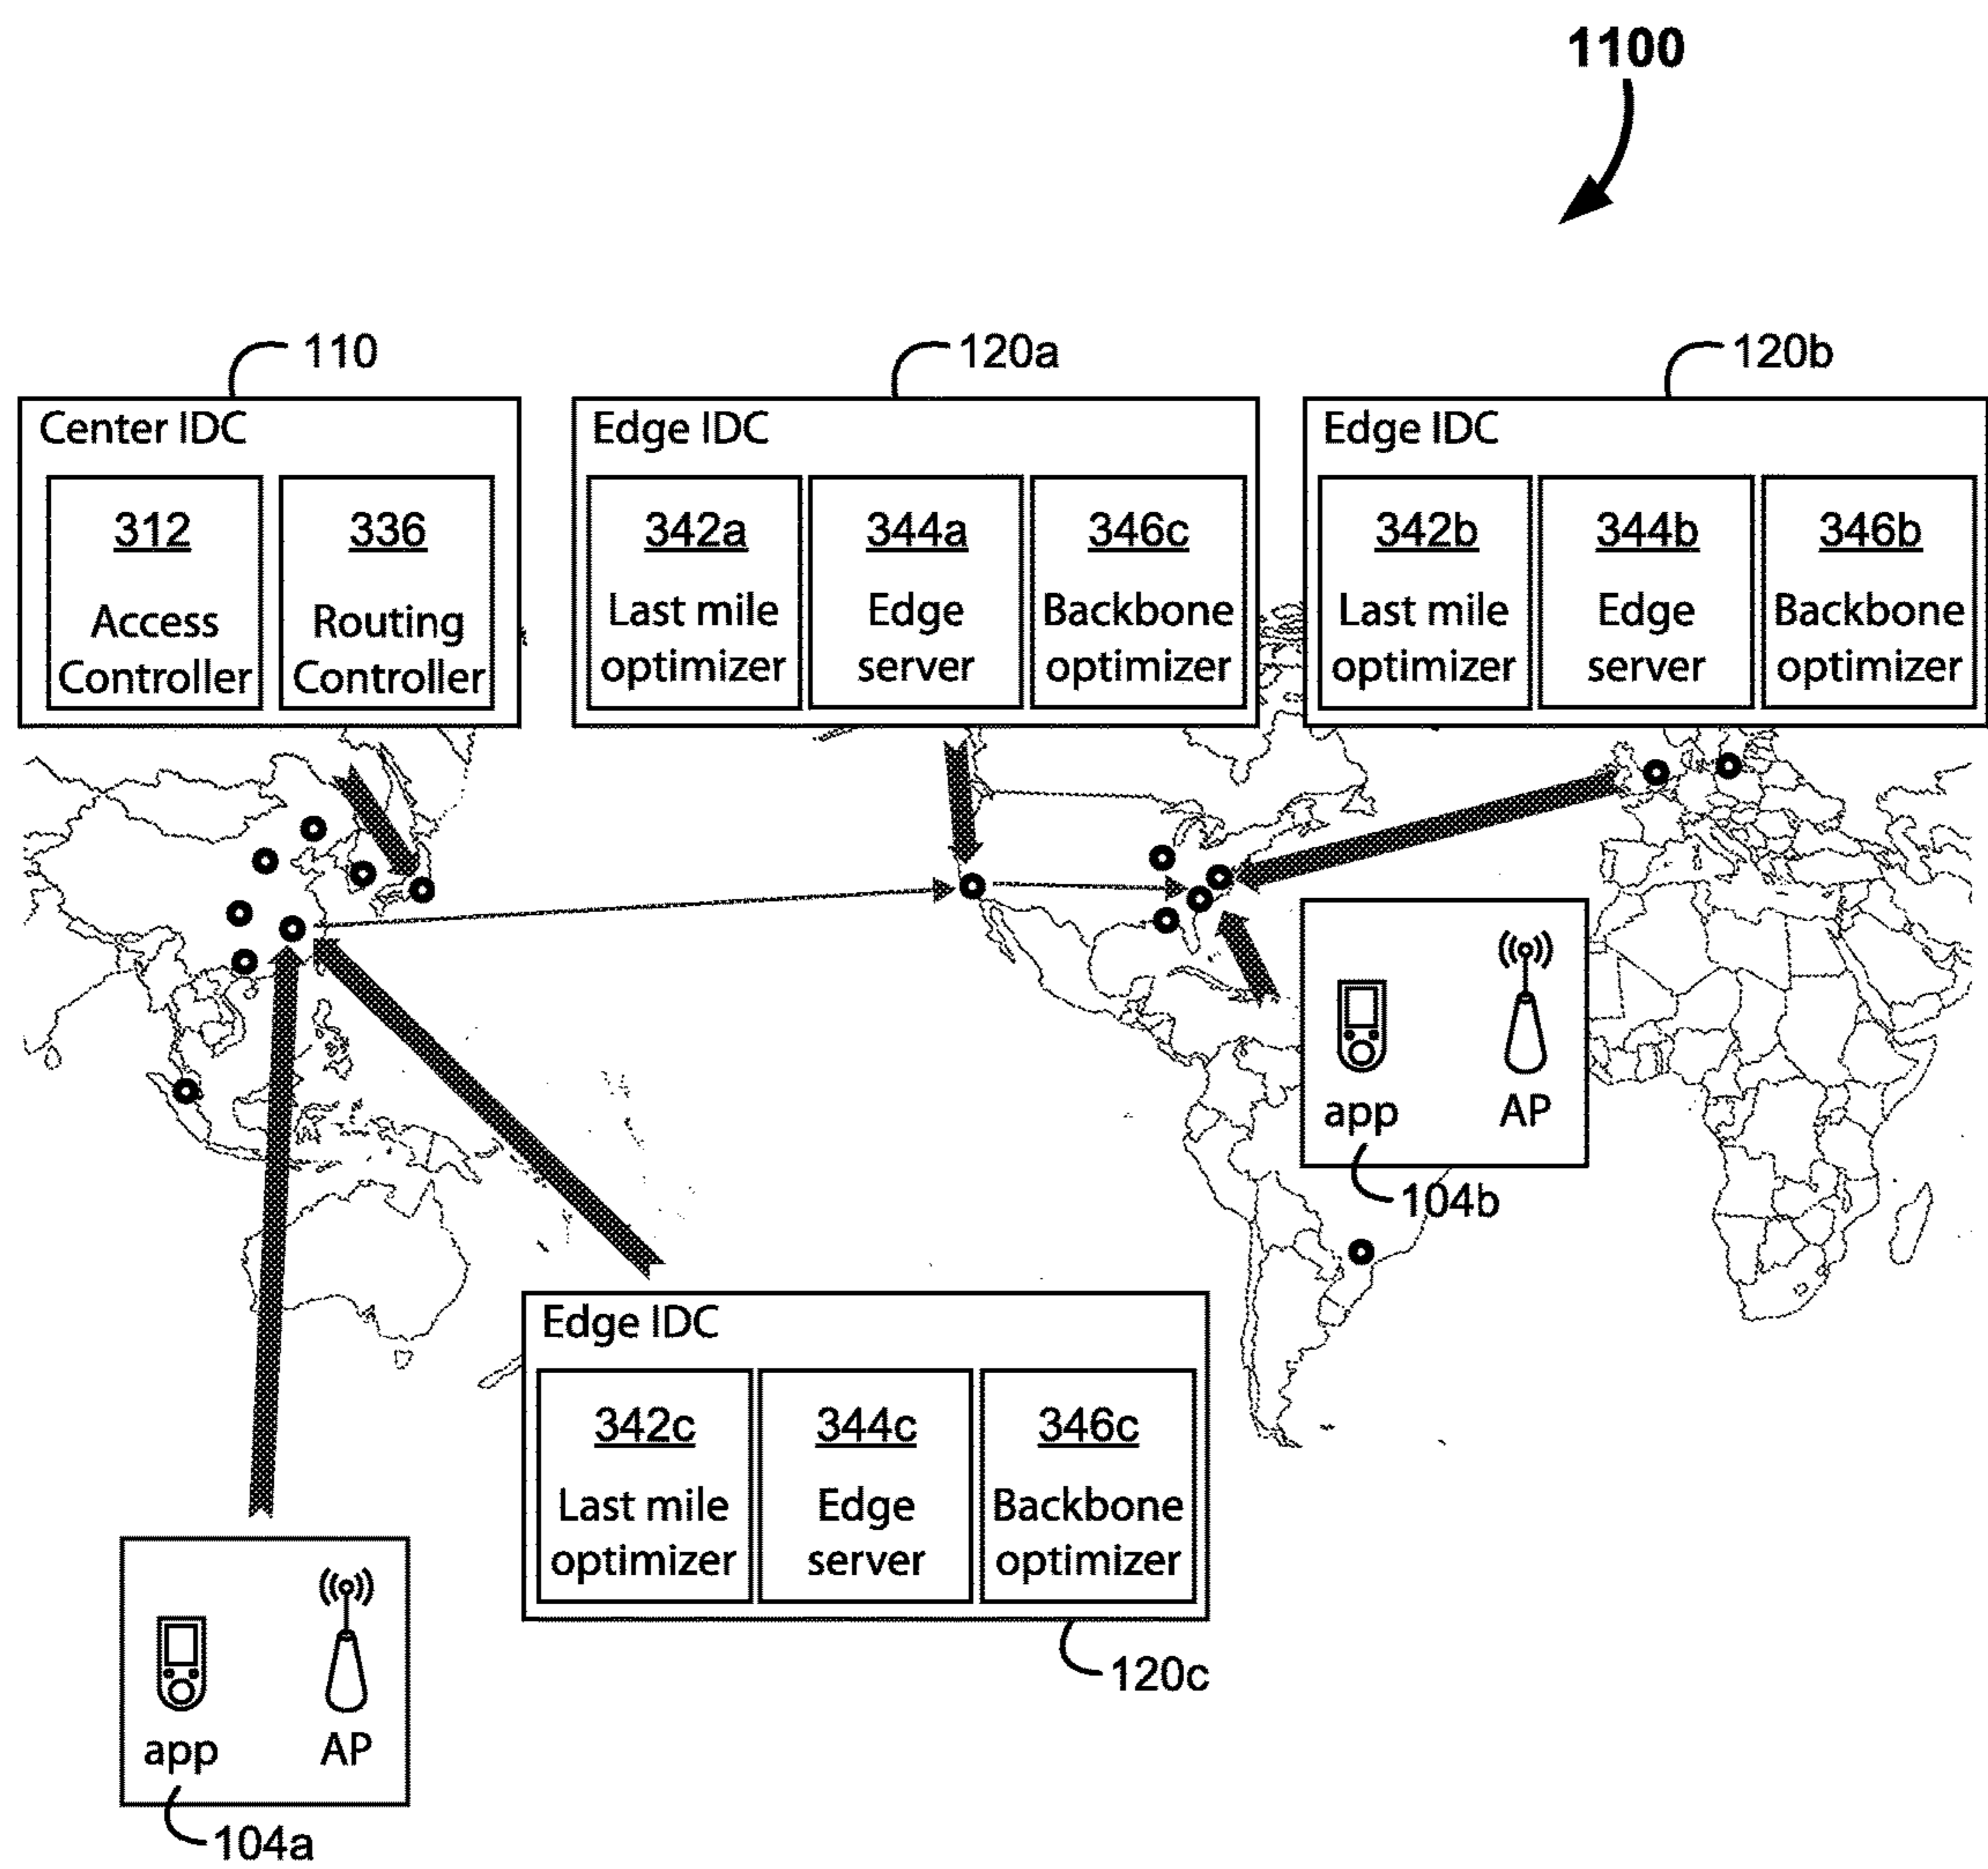 1100
110
120a
120b
Center IDC
312
Access
Controller
336
Routing
Controller
Edge IDC
342a
Last mile
optimizer
344a
Edge
server
346c
Backbone
optimizer
Edge IDC
342b
Last mile
optimizer
344b
Edge
server
346b
Backbone
optimizer
app
AP
104b
Edge IDC
342c
Last mile
optimizer
344c
Edge
server
346c
Backbone
optimizer
120c
app
AP
104a